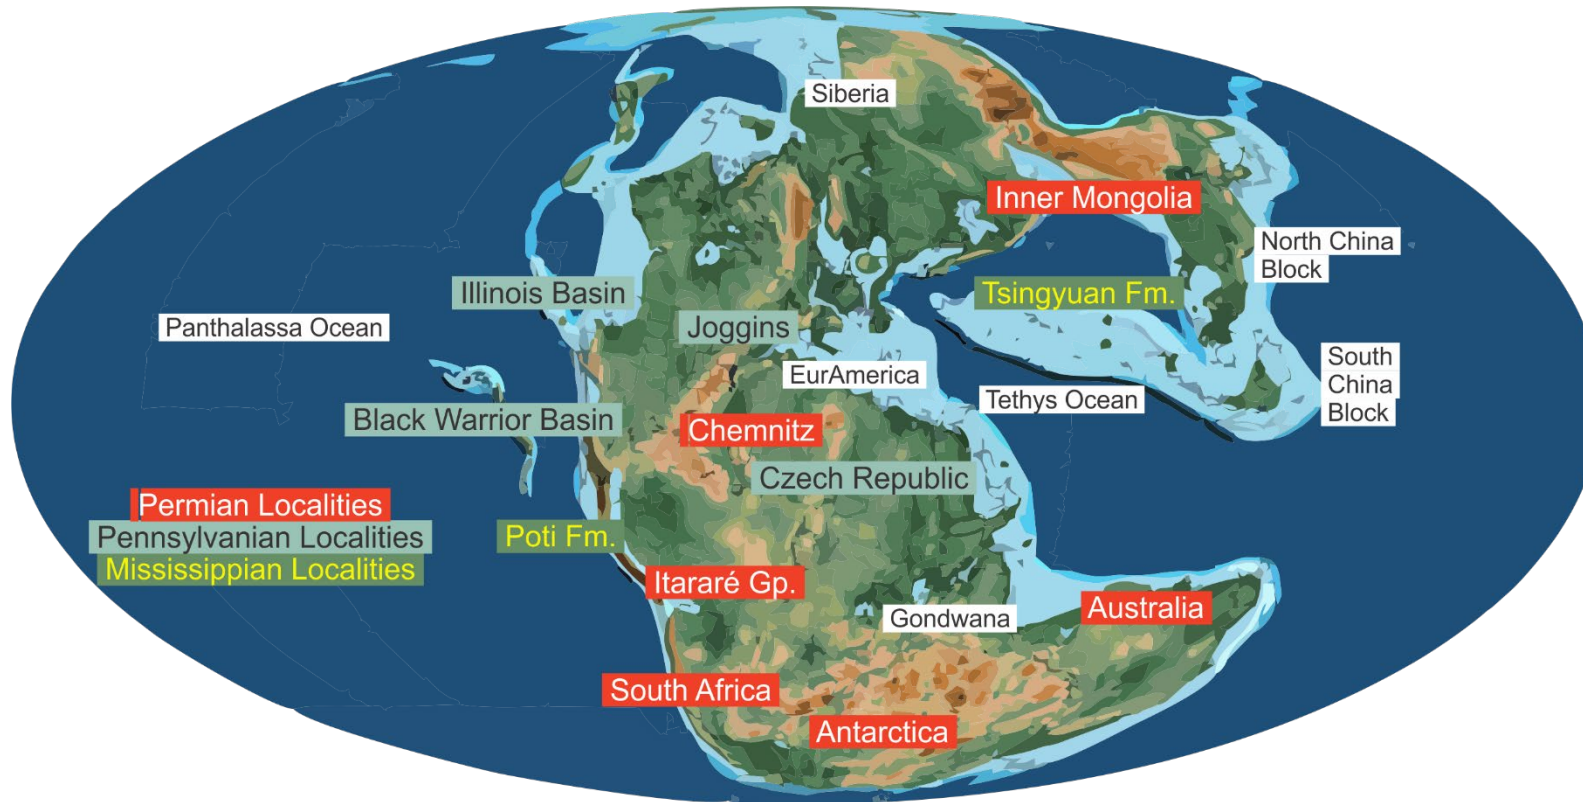 Siberia
Inner Mongolia
North China
Block
Illinois Basin
Tsingyuan Fm.
Panthalassa Ocean
Joggins
EurAmerica
South
China
Block
Tethys Ocean
Black Warrior Basin
Chemnitz
Czech Republic
Permian Localities
Pennsylvanian Localities
Mississippian Localities
Poti Fm.
Itararé Gp.
Gondwana
Australia
South Africa
Antarctica